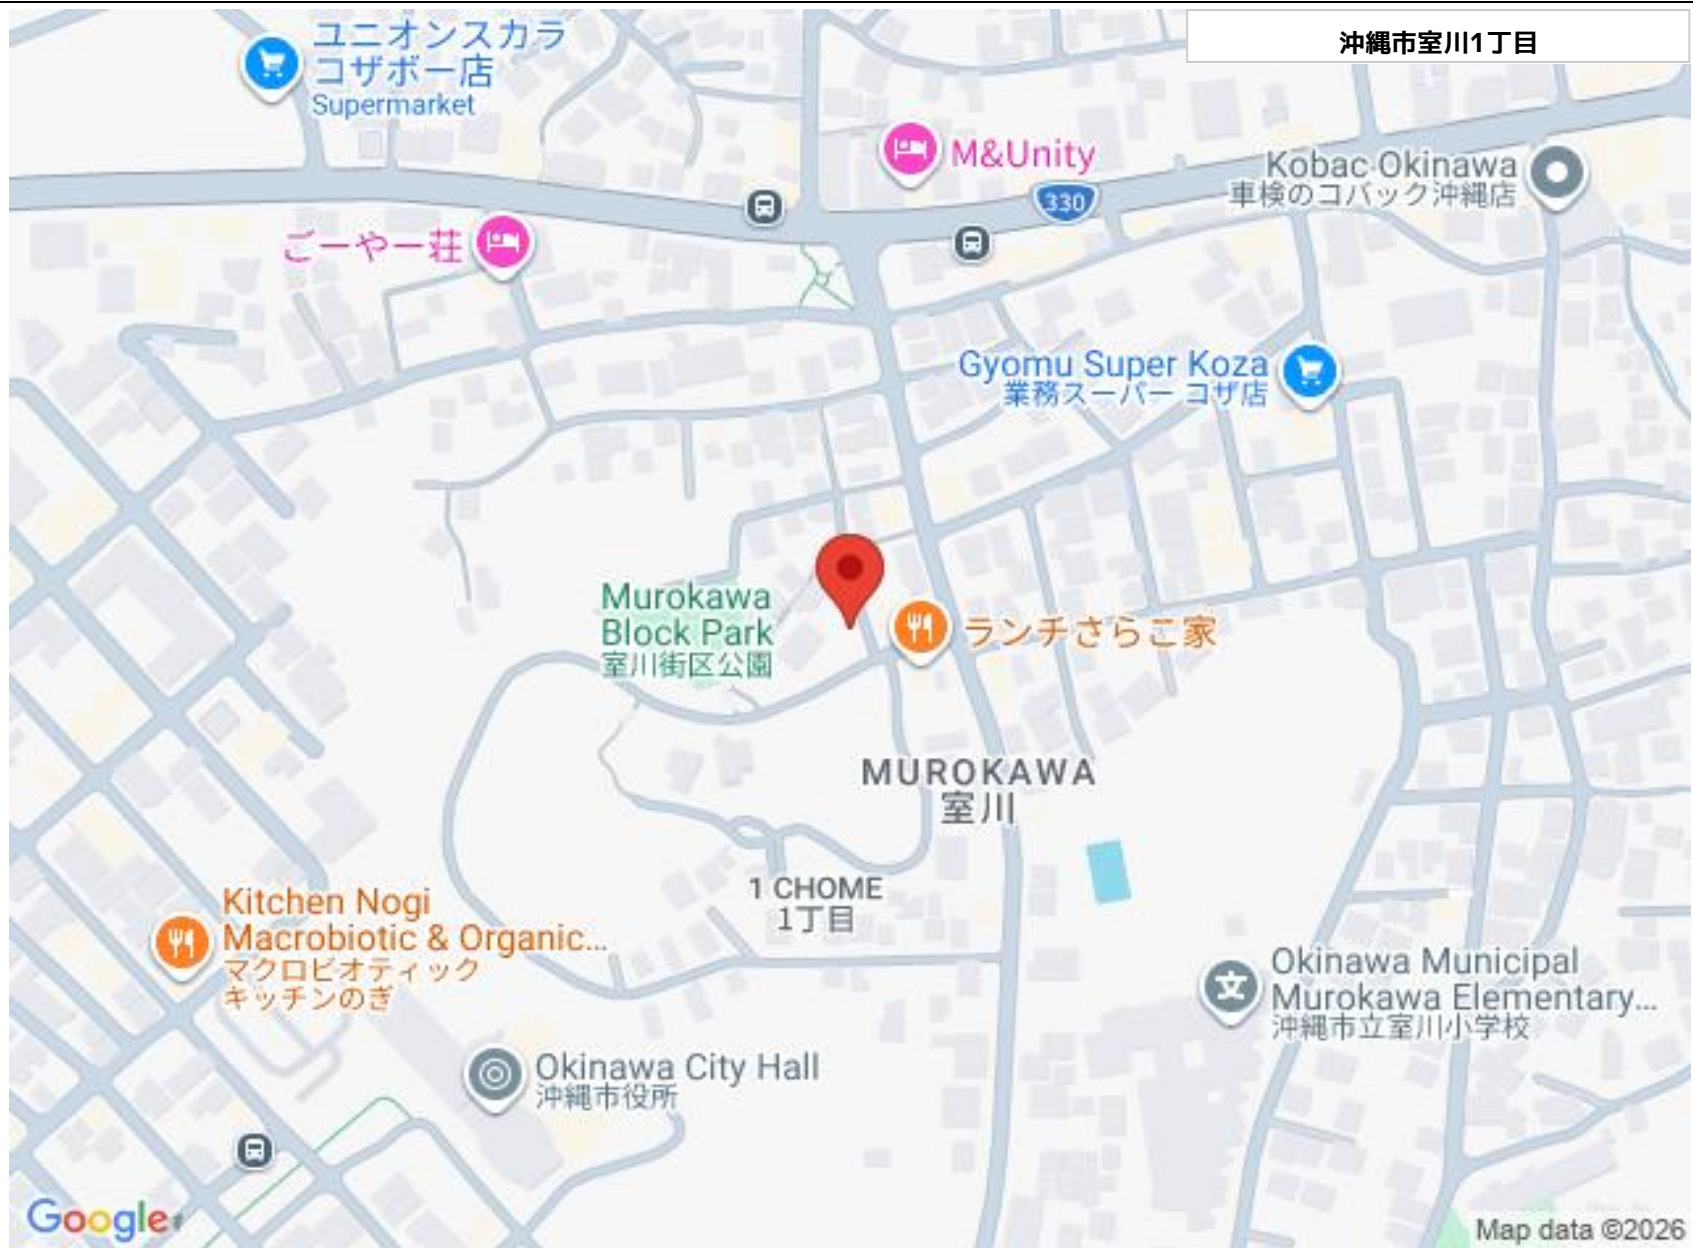 沖縄市室川1丁目
ユニオンスカラ
コザボー店
Supermarket
M&Unity
330
Kobac Okinawa
車検のコバック沖縄店
ごーやー荘
Gyomu Super Koza
業務スーパー コザ店
Murokawa
Block Park
室川街区公園
ランチさらこ家
MUROKAWA
室川
1 CHOME
1丁目
Kitchen Nogi
Macrobiotic & Organic...
マクロビオティック
キッチンのぎ
Okinawa Municipal
Murokawa Elementary...
沖縄市立室川小学校
文
Okinawa City Hall
沖縄市役所
Google
Map data ©2026